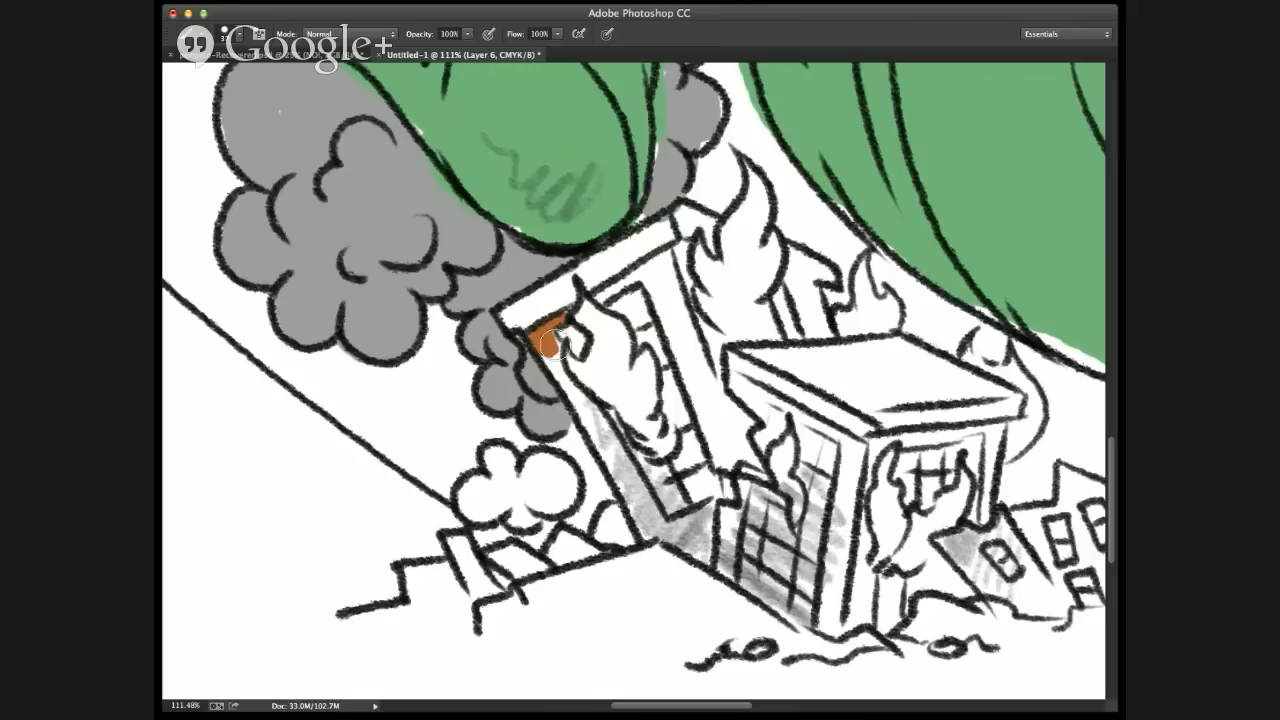 Adobe Photoshop CC
Google+
Mode: Normal Opacity: 100% Flow: 100% Essentials
Untitled-1 @ 111% (Layer 6, CMYK/8) *
111.48% Doc: 33.0M/102.7M